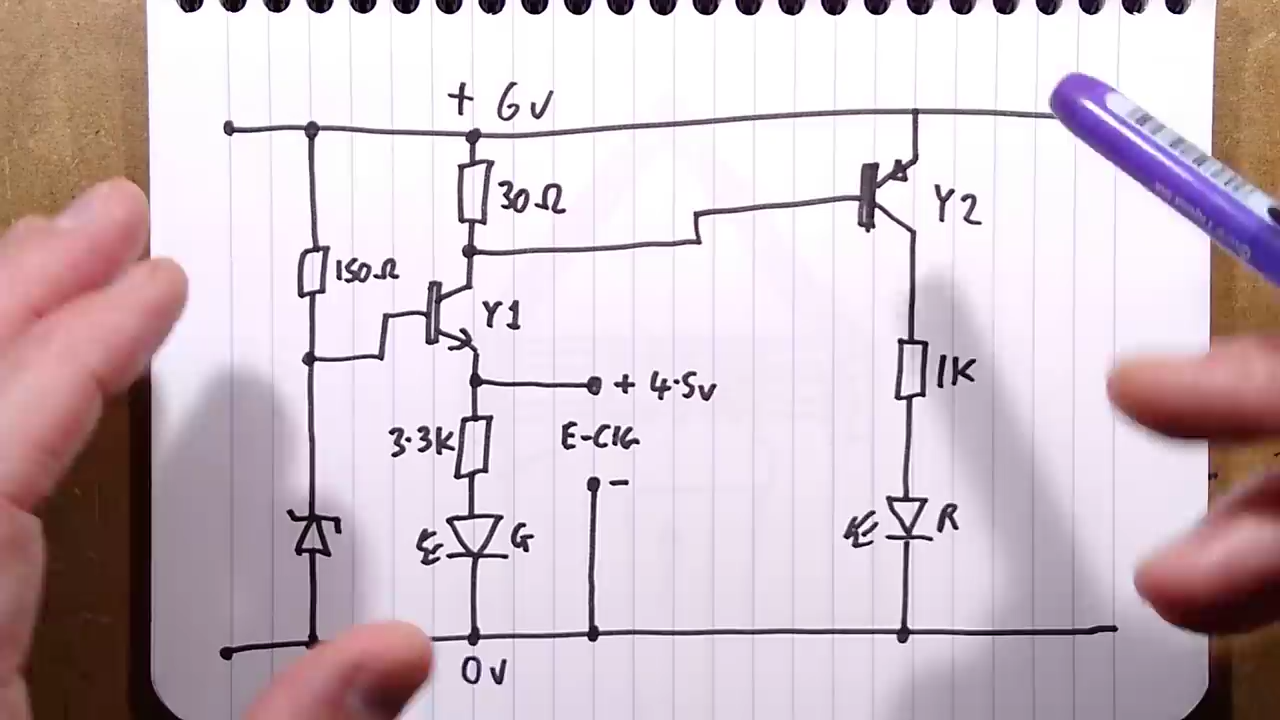 + 6v
30Ω
Y2
150Ω
Y1
1K
+ 4.5v
3.3K
E-CIG
-
G
R
0v